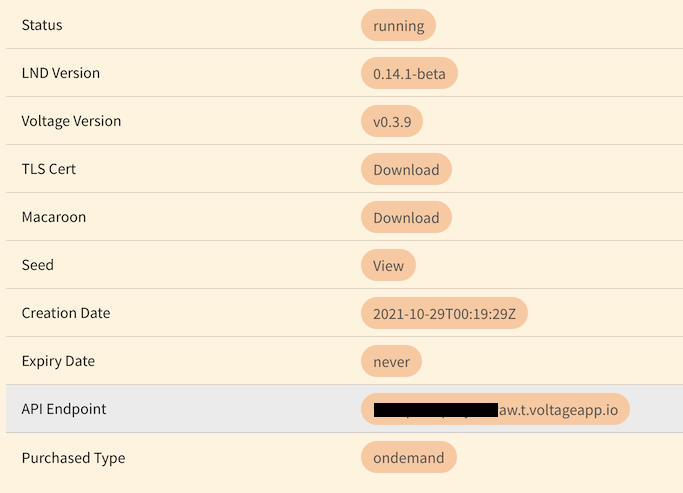 Status running
LND Version 0.14.1-beta
Voltage Version v0.3.9
TLS Cert Download
Macaroon Download
Seed View
Creation Date 2021-10-29T00:19:29Z
Expiry Date never
API Endpoint aw.t.voltageapp.io
Purchased Type ondemand